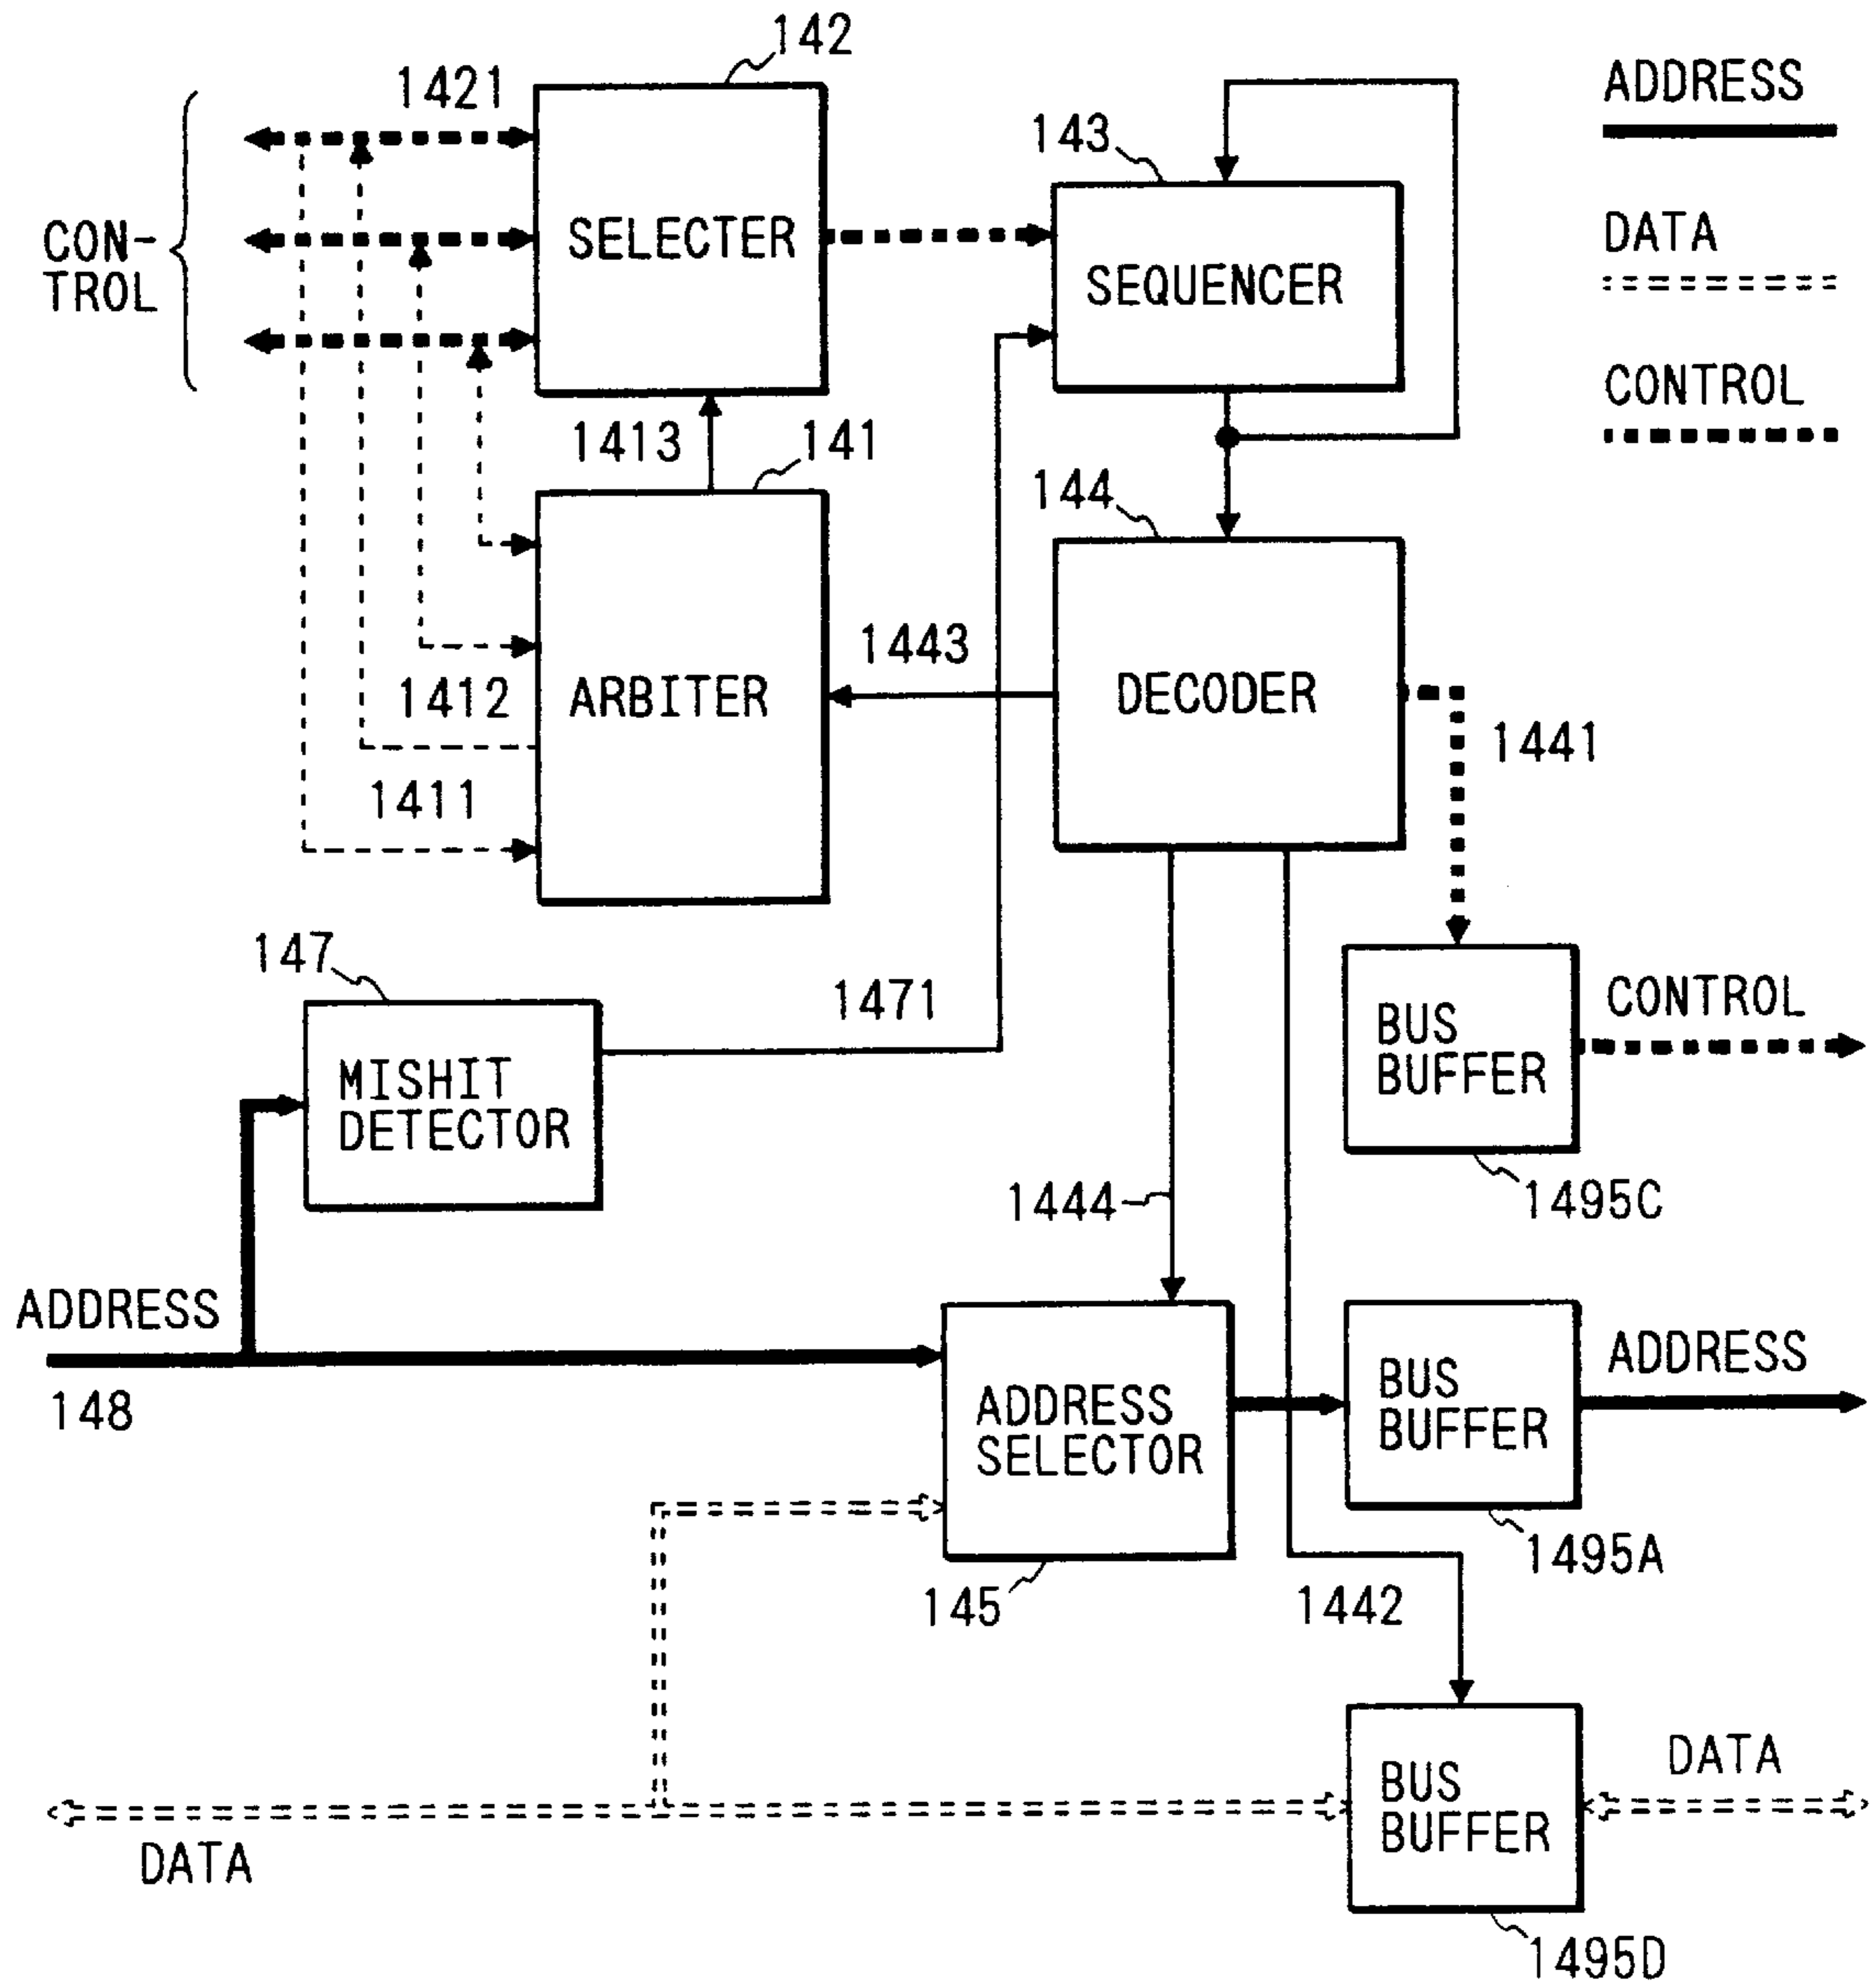 142
1421
ADDRESS
143
DATA
CON-
TROL
SELECTER
SEQUENCER
CONTROL
1413
141
144
1443
1412
ARBITER
DECODER
1441
1411
147
1471
CONTROL
BUS
BUFFER
MISHIT
DETECTOR
1444
1495C
ADDRESS
ADDRESS
148
ADDRESS
SELECTOR
BUS
BUFFER
1495A
145
1442
DATA
BUS
BUFFER
DATA
1495D